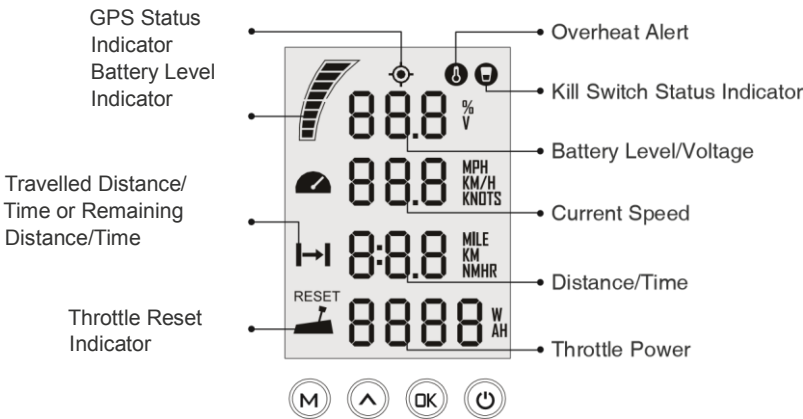 GPS Status
Indicator
Battery Level
Indicator
Travelled Distance/
Time or Remaining
Distance/Time
Throttle Reset
Indicator
88.8 % V
88.8 MPH KM/H KNOTS
8:8.8 MILE KM NMHR
RESET
8888 W AH
Overheat Alert
Kill Switch Status Indicator
Battery Level/Voltage
Current Speed
Distance/Time
Throttle Power
M OK